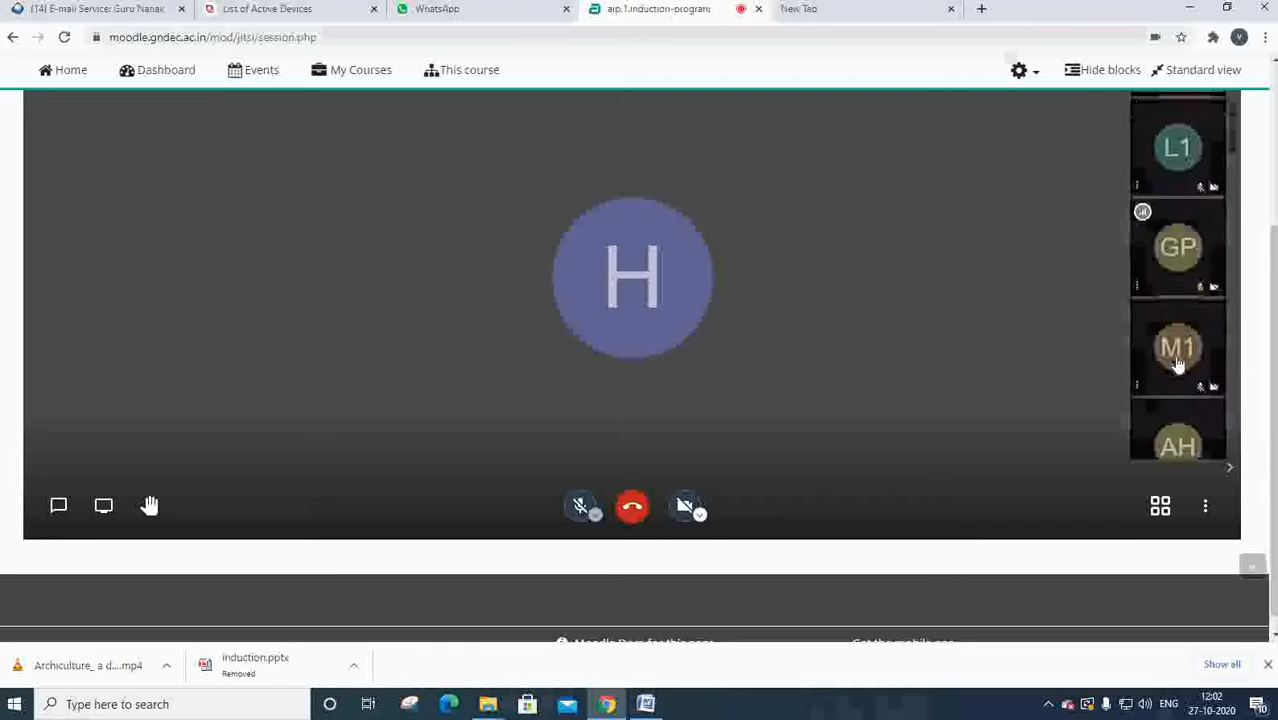 (14) E-mail Service: Guru Nanak
List of Active Devices
WhatsApp
aip.1.induction-program
New Tab
moodle.gndec.ac.in/mod/jitsi/session.php
V
Home
Dashboard
Events
My Courses
This course
Hide blocks
Standard view
L1
GP
H
M1
AH
Archiculture_ a d....mp4
induction.pptx
Removed
Show all
Type here to search
ENG
12:02
27-10-2020